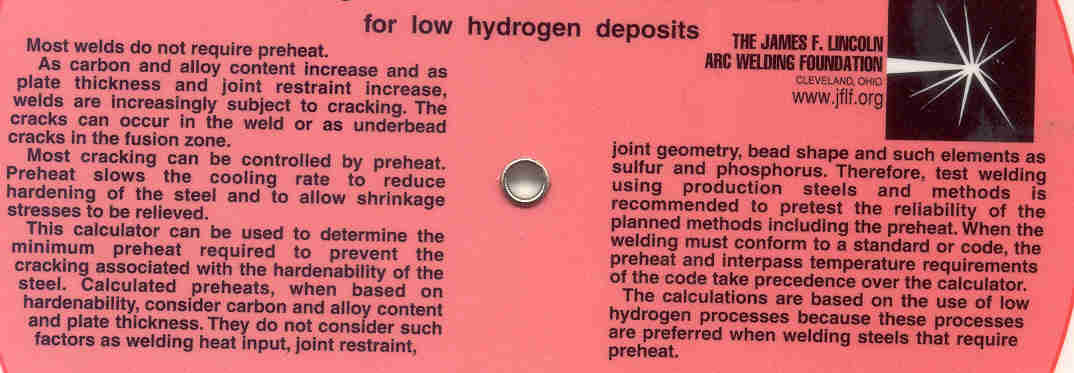 for low hydrogen deposits
Most welds do not require preheat.
As carbon and alloy content increase and as
plate thickness and joint restraint increase,
welds are increasingly subject to cracking. The
cracks can occur in the weld or as underbead
cracks in the fusion zone.
Most cracking can be controlled by preheat.
Preheat slows the cooling rate to reduce
hardening of the steel and to allow shrinkage
stresses to be relieved.
This calculator can be used to determine the
minimum preheat required to prevent the
cracking associated with the hardenability of the
steel. Calculated preheats, when based on
hardenability, consider carbon and alloy content
and plate thickness. They do not consider such
factors as welding heat input, joint restraint,
THE JAMES F. LINCOLN
ARC WELDING FOUNDATION
CLEVELAND, OHIO
www.jflf.org
joint geometry, bead shape and such elements as
sulfur and phosphorus. Therefore, test welding
using production steels and methods is
recommended to pretest the reliability of the
planned methods including the preheat. When the
welding must conform to a standard or code, the
preheat and interpass temperature requirements
of the code take precedence over the calculator.
The calculations are based on the use of low
hydrogen processes because these processes
are preferred when welding steels that require
preheat.